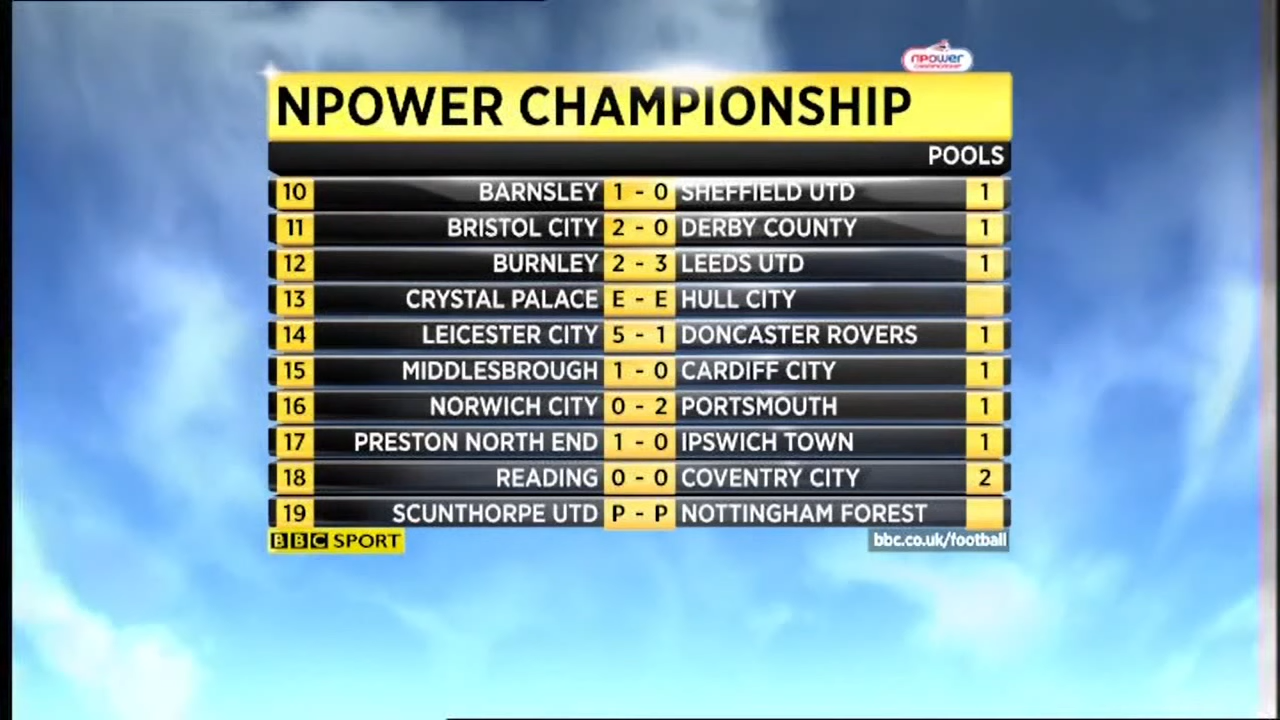 npower
CHAMPIONSHIP
NPOWER CHAMPIONSHIP
POOLS
10 BARNSLEY 1 - 0 SHEFFIELD UTD 1
11 BRISTOL CITY 2 - 0 DERBY COUNTY 1
12 BURNLEY 2 - 3 LEEDS UTD 1
13 CRYSTAL PALACE E - E HULL CITY
14 LEICESTER CITY 5 - 1 DONCASTER ROVERS 1
15 MIDDLESBROUGH 1 - 0 CARDIFF CITY 1
16 NORWICH CITY 0 - 2 PORTSMOUTH 1
17 PRESTON NORTH END 1 - 0 IPSWICH TOWN 1
18 READING 0 - 0 COVENTRY CITY 2
19 SCUNTHORPE UTD P - P NOTTINGHAM FOREST
BBC SPORT bbc.co.uk/football